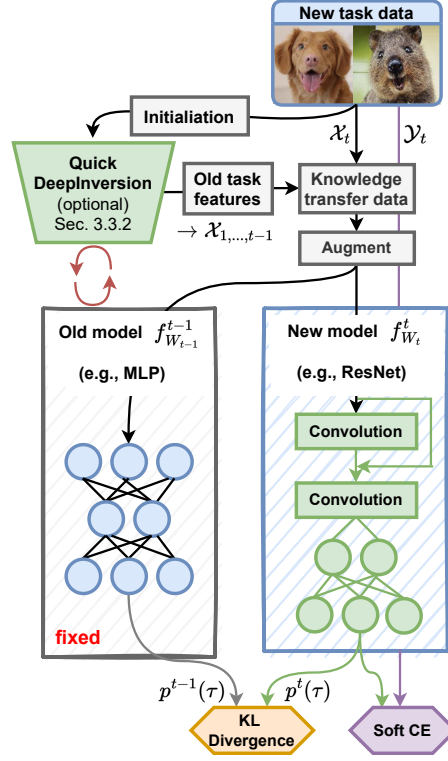 New task data
Initialiation
𝒳_t
𝒴_t
Quick
DeepInversion
(optional)
Sec. 3.3.2
Old task
features
Knowledge
transfer data
→ 𝒳_{1,...,t-1}
Augment
Old model f^{t-1}_{W_{t-1}}
(e.g., MLP)
New model f^t_{W_t}
(e.g., ResNet)
Convolution
Convolution
fixed
p^{t-1}(τ)
p^t(τ)
KL
Divergence
Soft CE